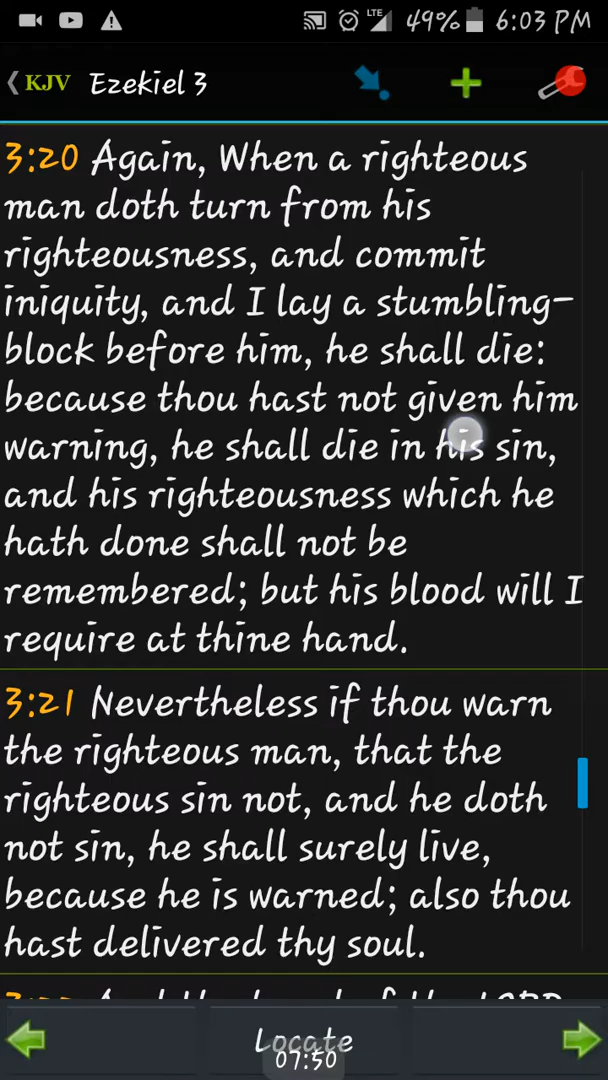 LTE 49% 6:03 PM
KJV Ezekiel 3
3:20 Again, When a righteous
man doth turn from his
righteousness, and commit
iniquity, and I lay a stumbling-
block before him, he shall die:
because thou hast not given him
warning, he shall die in his sin,
and his righteousness which he
hath done shall not be
remembered; but his blood will I
require at thine hand.
3:21 Nevertheless if thou warn
the righteous man, that the
righteous sin not, and he doth
not sin, he shall surely live,
because he is warned; also thou
hast delivered thy soul.
Locate
07:50